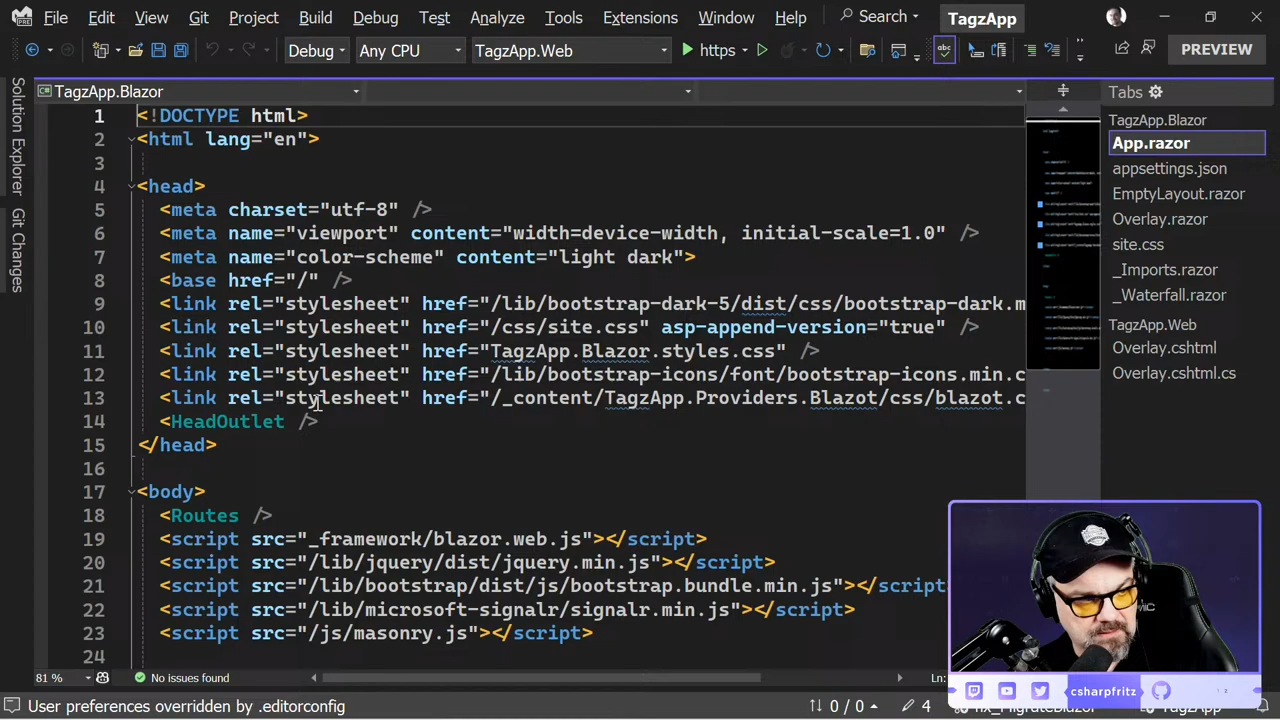 File Edit View Git Project Build Debug Test Analyze Tools Extensions Window Help Search TagzApp
Debug Any CPU TagzApp.Web https abc PREVIEW
Solution Explorer
Git Changes
TagzApp.Blazor
1 <!DOCTYPE html>
2 <html lang="en">
3
4 <head>
5 <meta charset="utf-8" />
6 <meta name="viewport" content="width=device-width, initial-scale=1.0" />
7 <meta name="color-scheme" content="light dark">
8 <base href="/" />
9 <link rel="stylesheet" href="/lib/bootstrap-dark-5/dist/css/bootstrap-dark.m
10 <link rel="stylesheet" href="/css/site.css" asp-append-version="true" />
11 <link rel="stylesheet" href="TagzApp.Blazor.styles.css" />
12 <link rel="stylesheet" href="/lib/bootstrap-icons/font/bootstrap-icons.min.c
13 <link rel="stylesheet" href="/_content/TagzApp.Providers.Blazot/css/blazot.c
14 <HeadOutlet />
15 </head>
16
17 <body>
18 <Routes />
19 <script src="_framework/blazor.web.js"></script>
20 <script src="/lib/jquery/dist/jquery.min.js"></script>
21 <script src="/lib/bootstrap/dist/js/bootstrap.bundle.min.js"></script>
22 <script src="/lib/microsoft-signalr/signalr.min.js"></script>
23 <script src="/js/masonry.js"></script>
24
Tabs
TagzApp.Blazor
App.razor
appsettings.json
EmptyLayout.razor
Overlay.razor
site.css
_Imports.razor
_Waterfall.razor
TagzApp.Web
Overlay.cshtml
Overlay.cshtml.cs
81 % No issues found Ln:
csharpfritz
User preferences overridden by .editorconfig 0 / 0 4